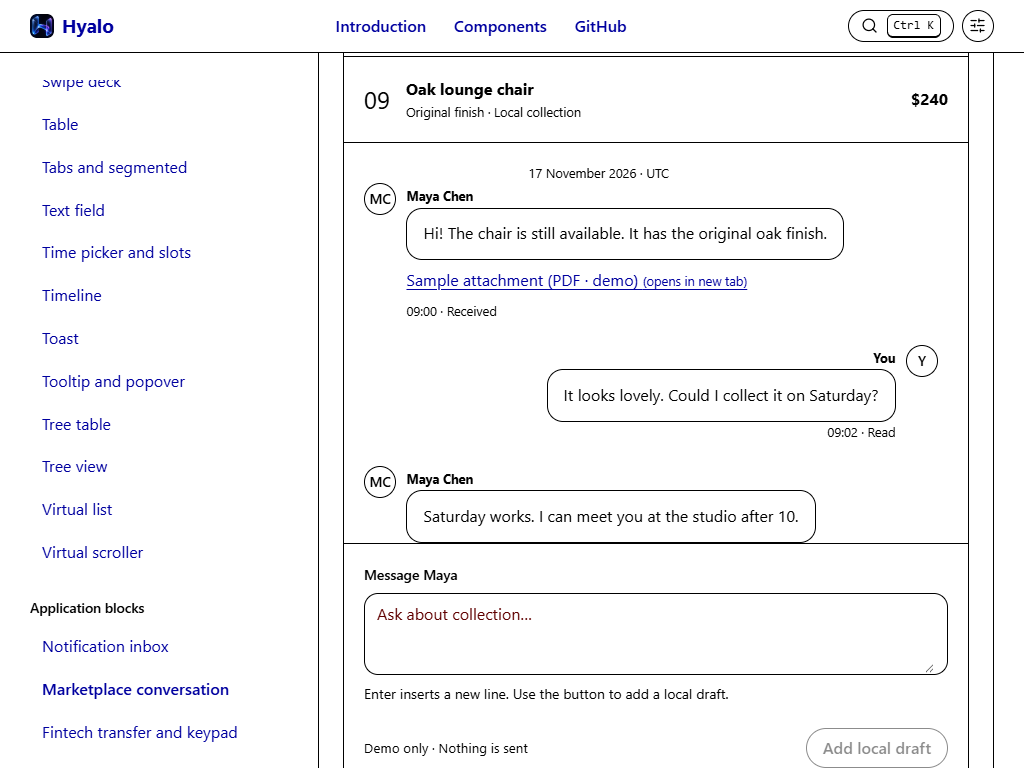 Hyalo
Introduction
Components
GitHub
Ctrl K
Swipe deck
Table
Tabs and segmented
Text field
Time picker and slots
Timeline
Toast
Tooltip and popover
Tree table
Tree view
Virtual list
Virtual scroller
Application blocks
Notification inbox
Marketplace conversation
Fintech transfer and keypad
09
Oak lounge chair
Original finish · Local collection
$240
17 November 2026 · UTC
MC
Maya Chen
Hi! The chair is still available. It has the original oak finish.
Sample attachment (PDF · demo) (opens in new tab)
09:00 · Received
You
Y
It looks lovely. Could I collect it on Saturday?
09:02 · Read
MC
Maya Chen
Saturday works. I can meet you at the studio after 10.
Message Maya
Ask about collection...
Enter inserts a new line. Use the button to add a local draft.
Demo only · Nothing is sent
Add local draft